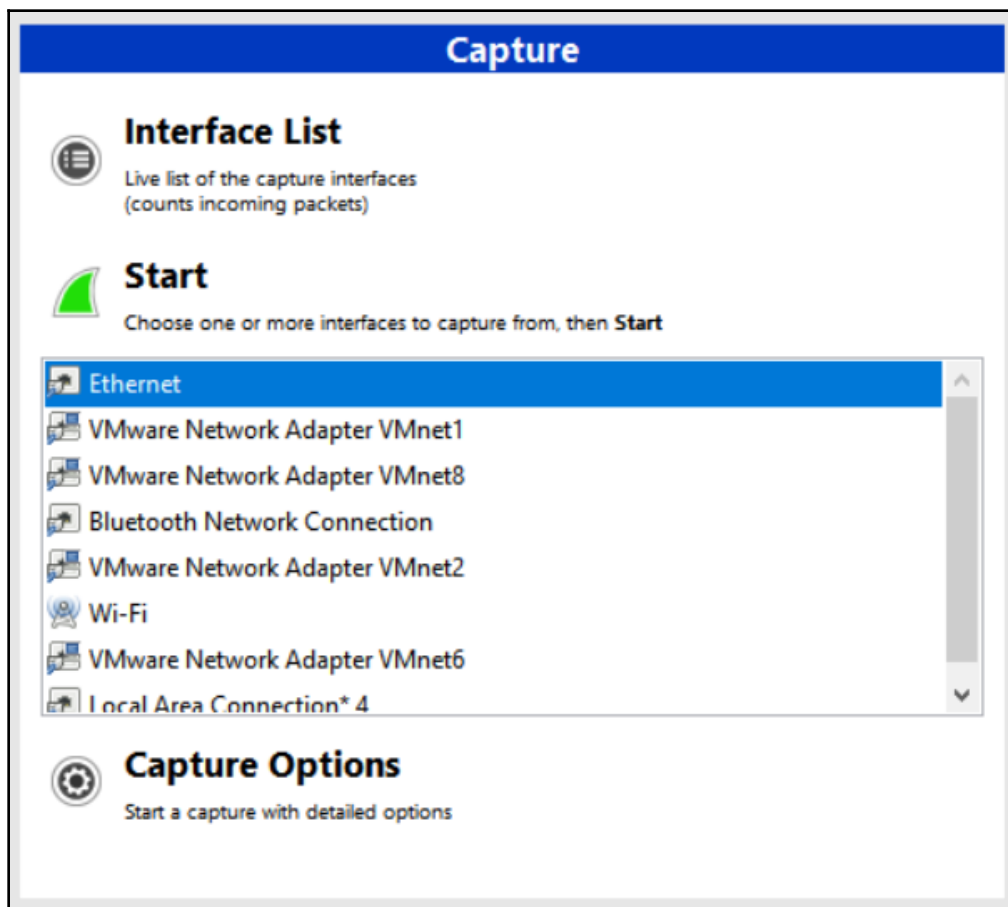 Capture
Interface List
Live list of the capture interfaces
(counts incoming packets)
Start
Choose one or more interfaces to capture from, then Start
Ethernet
VMware Network Adapter VMnet1
VMware Network Adapter VMnet8
Bluetooth Network Connection
VMware Network Adapter VMnet2
Wi-Fi
VMware Network Adapter VMnet6
Local Area Connection* 4
Capture Options
Start a capture with detailed options